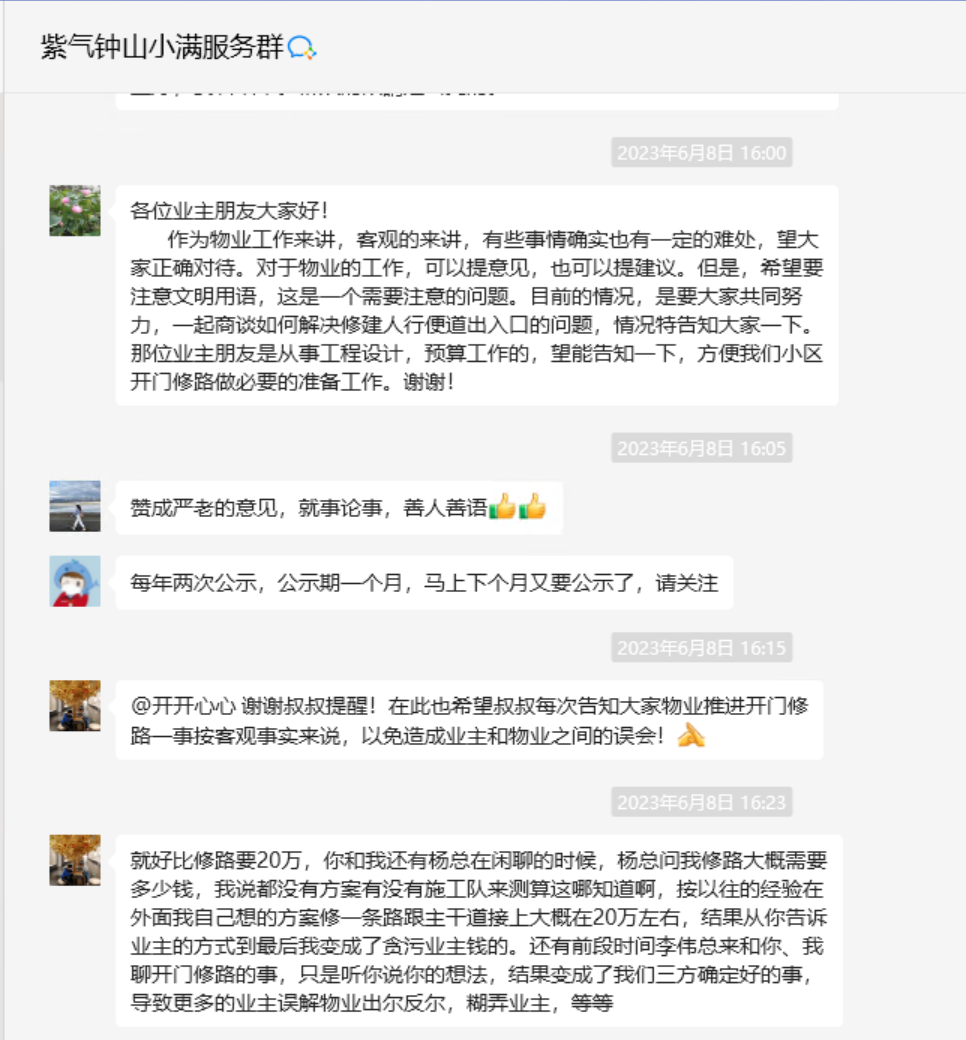 紫气钟山小满服务群
2023年6月8日 16:00
各位业主朋友大家好！
作为物业工作来讲，客观的来讲，有些事情确实也有一定的难处，望大
家正确对待。对于物业的工作，可以提意见，也可以提建议。但是，希望要
注意文明用语，这是一个需要注意的问题。目前的情况，是要大家共同努
力，一起商谈如何解决修建人行便道出入口的问题，情况特告知大家一下。
那位业主朋友是从事工程设计，预算工作的，望能告知一下，方便我们小区
开门修路做必要的准备工作。谢谢！
2023年6月8日 16:05
赞成严老的意见，就事论事，善人善语👍👍
每年两次公示，公示期一个月，马上下个月又要公示了，请关注
2023年6月8日 16:15
@开开心心 谢谢叔叔提醒！在此也希望叔叔每次告知大家物业推进开门修
路一事按客观事实来说，以免造成业主和物业之间的误会！🙏
2023年6月8日 16:23
就好比修路要20万，你和我还有杨总在闲聊的时候，杨总问我修路大概需要
多少钱，我说都没有方案有没有施工队来测算这哪知道啊，按以往的经验在
外面我自己想的方案修一条路跟主干道接上大概在20万左右，结果从你告诉
业主的方式到最后我变成了贪污业主钱的。还有前段时间李伟总来和你、我
聊开门修路的事，只是听你说你的想法，结果变成了我们三方确定好的事，
导致更多的业主误解物业出尔反尔，糊弄业主，等等